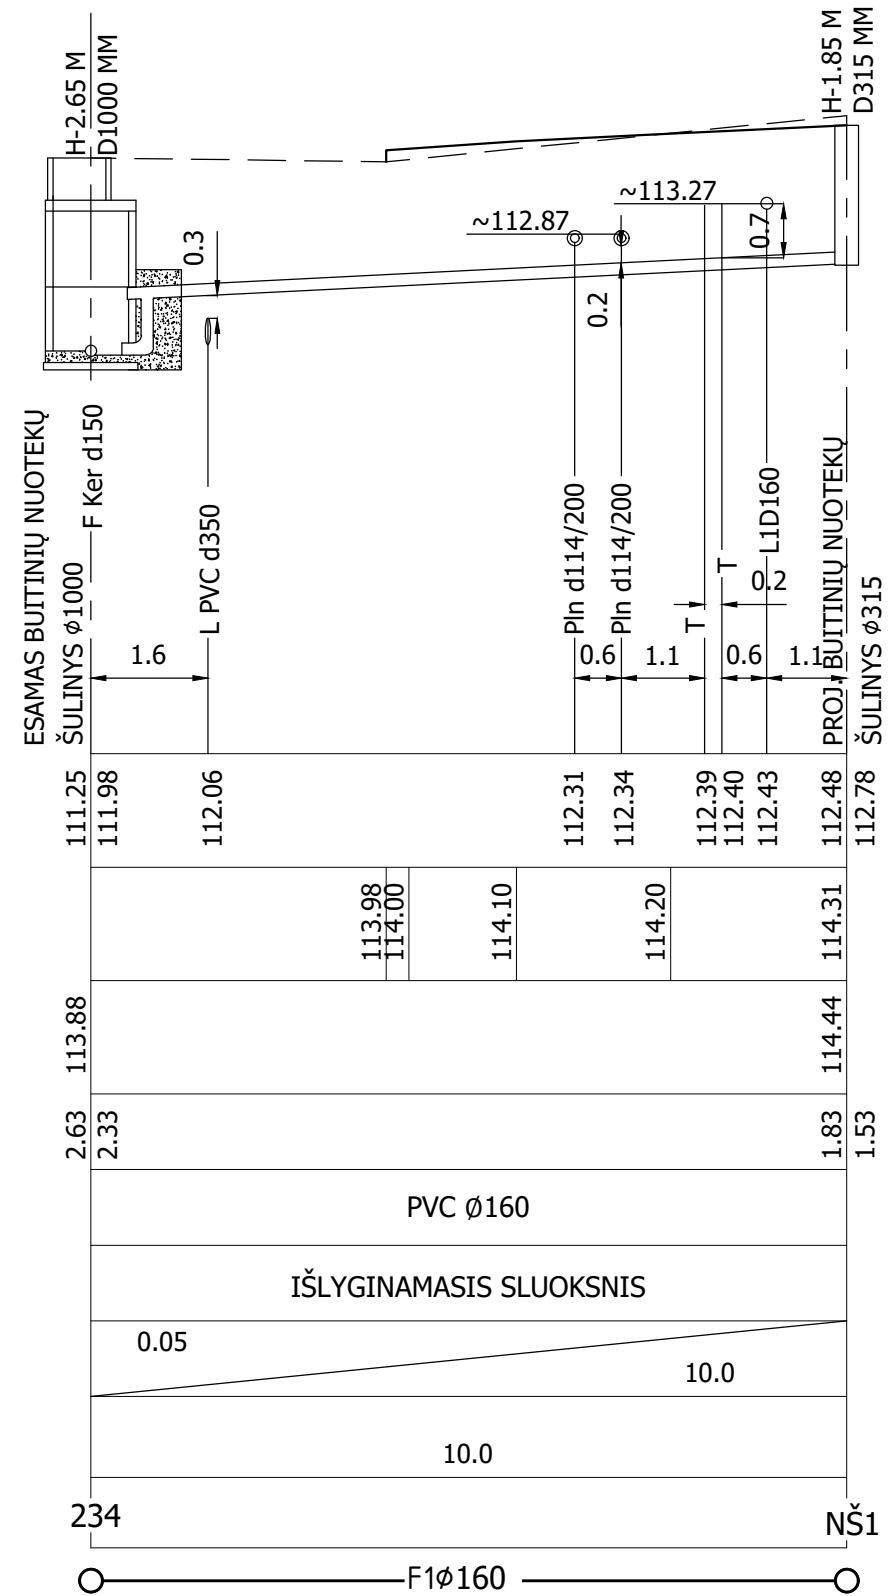 H-2.65 M
D1000 MM
H-1.85 M
D315 MM
~113.27
~112.87
0.3
0.7
0.2
ESAMAS BUITINIŲ NUOTEKŲ
ŠULINYS φ1000
F Ker d150
L PVC d350
Pln d114/200
Pln d114/200
T
T
L1D160
PROJ. BUITINIŲ NUOTEKŲ
ŠULINYS φ315
0.2
1.6
0.6
1.1
0.6
1.1
111.25
111.98
112.06
112.31
112.34
112.39
112.40
112.43
112.48
112.78
113.98
114.00
114.10
114.20
114.31
113.88
114.44
2.63
2.33
1.83
1.53
PVC Ø160
IŠLYGINAMASIS SLUOKSNIS
0.05
10.0
10.0
234
NŠ1
F1φ160